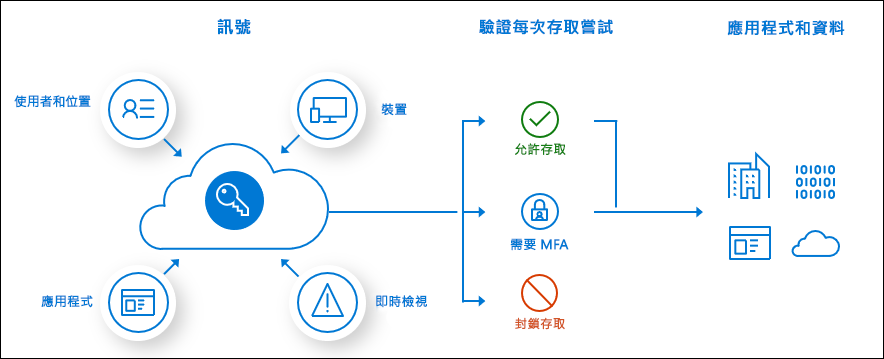 訊號
驗證每次存取嘗試
應用程式和資料
使用者和位置
裝置
允許存取
010101
010101
101010
需要 MFA
應用程式
即時檢視
封鎖存取